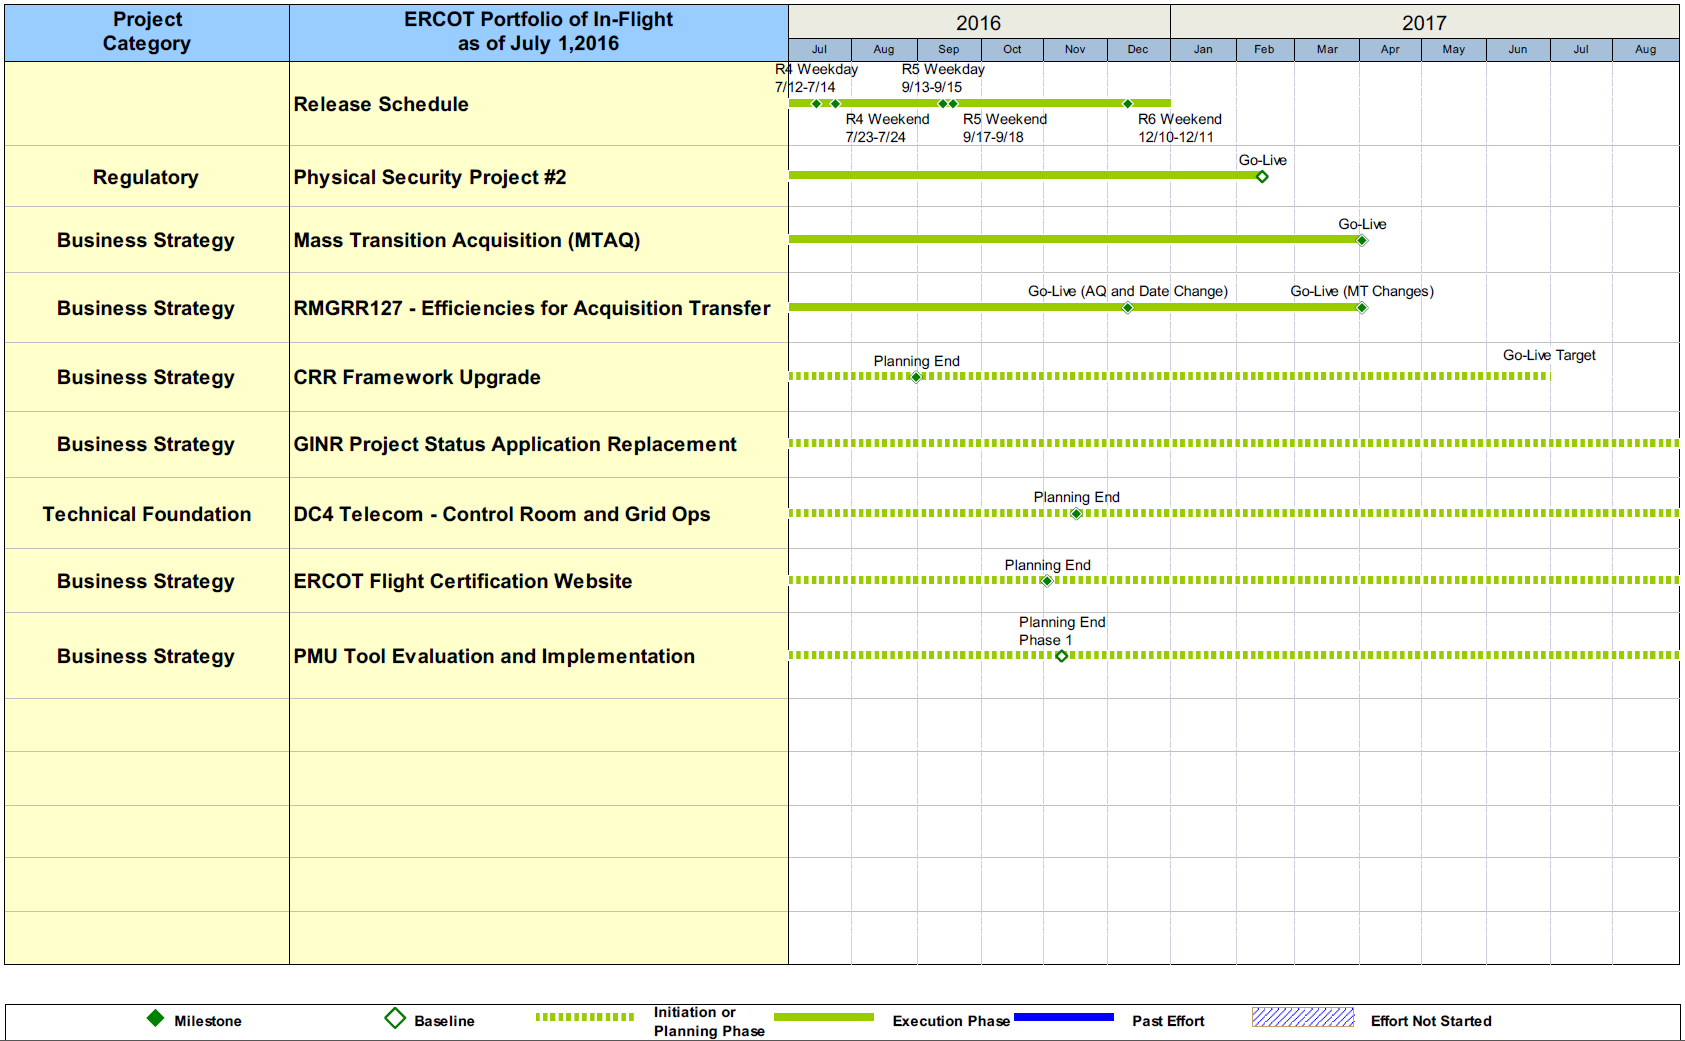 Project
Category
ERCOT Portfolio of In-Flight
as of July 1,2016
2016
2017
Jul
Aug
Sep
Oct
Nov
Dec
Jan
Feb
Mar
Apr
May
Jun
Jul
Aug
Release Schedule
R4 Weekday
7/12-7/14
R5 Weekday
9/13-9/15
R4 Weekend
7/23-7/24
R5 Weekend
9/17-9/18
R6 Weekend
12/10-12/11
Regulatory
Physical Security Project #2
Go-Live
Business Strategy
Mass Transition Acquisition (MTAQ)
Go-Live
Business Strategy
RMGRR127 - Efficiencies for Acquisition Transfer
Go-Live (AQ and Date Change)
Go-Live (MT Changes)
Business Strategy
CRR Framework Upgrade
Planning End
Go-Live Target
Business Strategy
GINR Project Status Application Replacement
Technical Foundation
DC4 Telecom - Control Room and Grid Ops
Planning End
Business Strategy
ERCOT Flight Certification Website
Planning End
Business Strategy
PMU Tool Evaluation and Implementation
Planning End
Phase 1
Milestone
Baseline
Initiation or
Planning Phase
Execution Phase
Past Effort
Effort Not Started